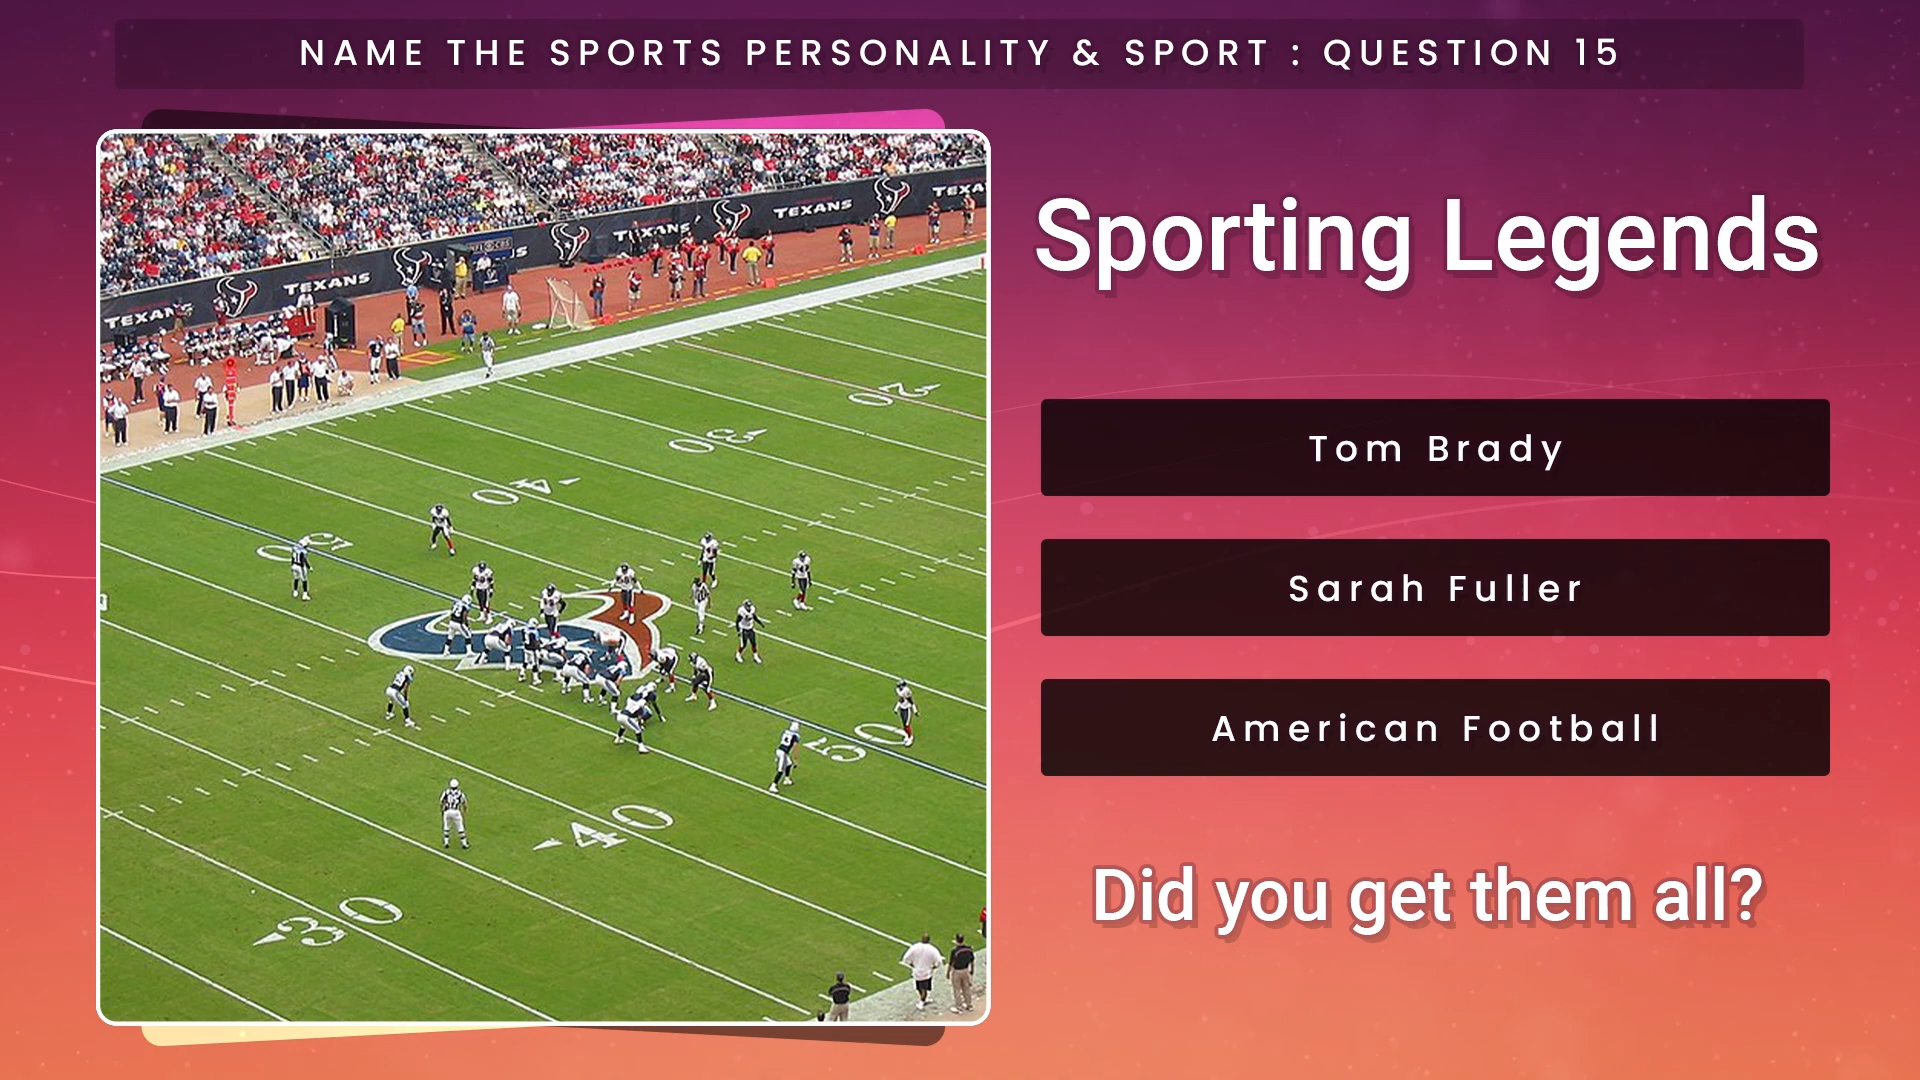 NAME THE SPORTS PERSONALITY & SPORT : QUESTION 15
Sporting Legends
Tom Brady
Sarah Fuller
American Football
Did you get them all?
TEXANS
TEXANS
TEXANS
TEXANS
TEXA
20
30
40
50
50
40
30